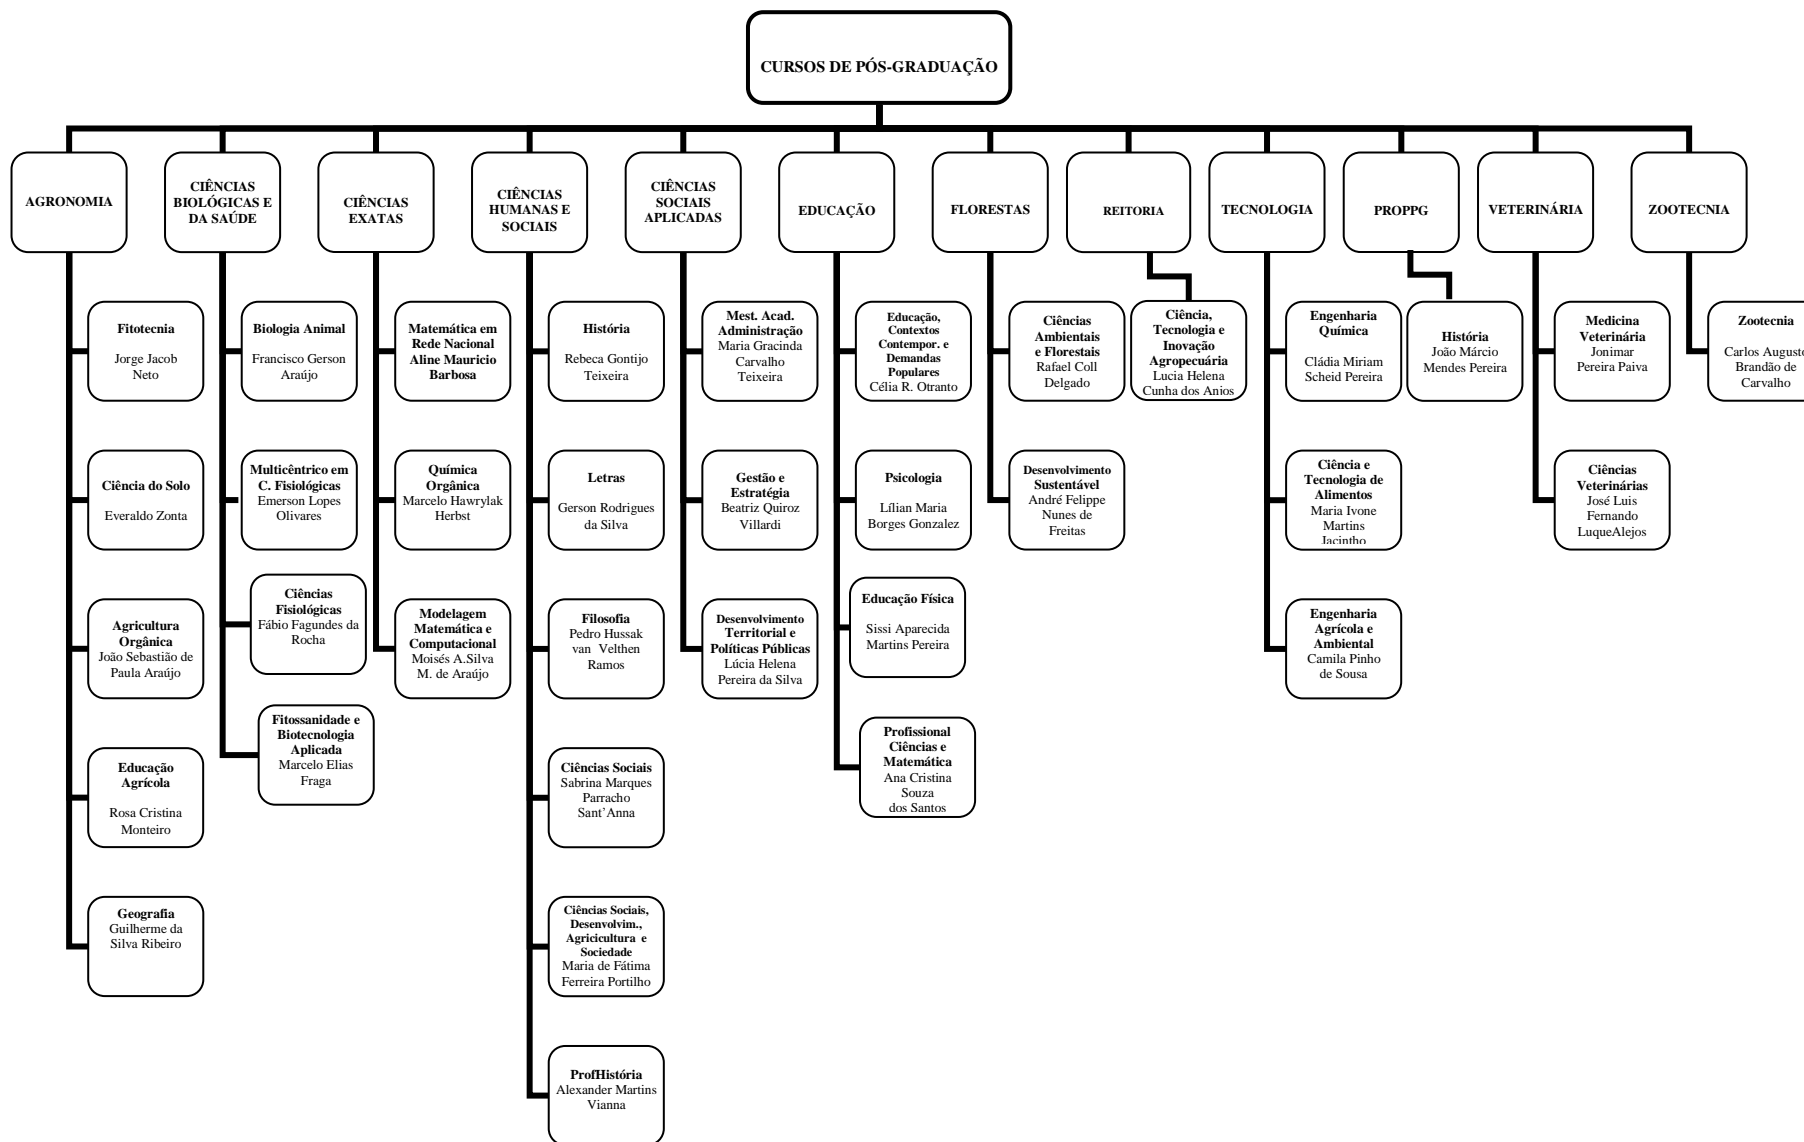 CURSOS DE PÓS-GRADUAÇÃO
AGRONOMIA
CIÊNCIAS
BIOLÓGICAS E
DA SAÚDE
CIÊNCIAS
EXATAS
CIÊNCIAS
HUMANAS E
SOCIAIS
CIÊNCIAS
SOCIAIS
APLICADAS
EDUCAÇÃO
FLORESTAS
REITORIA
TECNOLOGIA
PROPPG
VETERINÁRIA
ZOOTECNIA
Fitotecnia
Jorge Jacob
Neto
Ciência do Solo
Everaldo Zonta
Agricultura
Orgânica
João Sebastião de
Paula Araújo
Educação
Agrícola
Rosa Cristina
Monteiro
Geografia
Guilherme da
Silva Ribeiro
Biologia Animal
Francisco Gerson
Araújo
Multicêntrico em
C. Fisiológicas
Emerson Lopes
Olivares
Ciências
Fisiológicas
Fábio Fagundes da
Rocha
Fitossanidade e
Biotecnologia
Aplicada
Marcelo Elias
Fraga
Matemática em
Rede Nacional
Aline Mauricio
Barbosa
Química
Orgânica
Marcelo Hawrylak
Herbst
Modelagem
Matemática e
Computacional
Moisés A.Silva
M. de Araújo
História
Rebeca Gontijo
Teixeira
Letras
Gerson Rodrigues
da Silva
Filosofia
Pedro Hussak
van Velthen
Ramos
Ciências Sociais
Sabrina Marques
Parracho
Sant’Anna
Ciências Sociais,
Desenvolvim.,
Agricicultura e
Sociedade
Maria de Fátima
Ferreira Portilho
ProfHistória
Alexander Martins
Vianna
Mest. Acad.
Administração
Maria Gracinda
Carvalho
Teixeira
Gestão e
Estratégia
Beatriz Quiroz
Villardi
Desenvolvimento
Territorial e
Políticas Públicas
Lúcia Helena
Pereira da Silva
Educação,
Contextos
Contempor. e
Demandas
Populares
Célia R. Otranto
Psicologia
Lílian Maria
Borges Gonzalez
Educação Física
Sissi Aparecida
Martins Pereira
Profissional
Ciências e
Matemática
Ana Cristina
Souza
dos Santos
Ciências
Ambientais
e Florestais
Rafael Coll
Delgado
Desenvolvimento
Sustentável
André Felippe
Nunes de
Freitas
Ciência,
Tecnologia e
Inovação
Agropecuária
Lucia Helena
Cunha dos Anjos
Engenharia
Química
Cládia Miriam
Scheid Pereira
Ciência e
Tecnologia de
Alimentos
Maria Ivone
Martins
Jacintho
Engenharia
Agrícola e
Ambiental
Camila Pinho
de Sousa
História
João Márcio
Mendes Pereira
Medicina
Veterinária
Jonimar
Pereira Paiva
Ciências
Veterinárias
José Luis
Fernando
LuqueAlejos
Zootecnia
Carlos Augusto
Brandão de
Carvalho